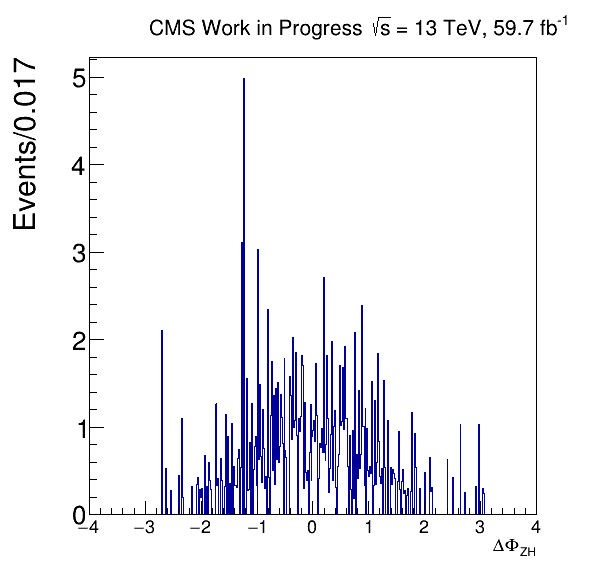 CMS Work in Progress √s = 13 TeV, 59.7 fb⁻¹
Events/0.017
5
4
3
2
1
0
−4 −3 −2 −1 0 1 2 3 4
ΔΦ_ZH